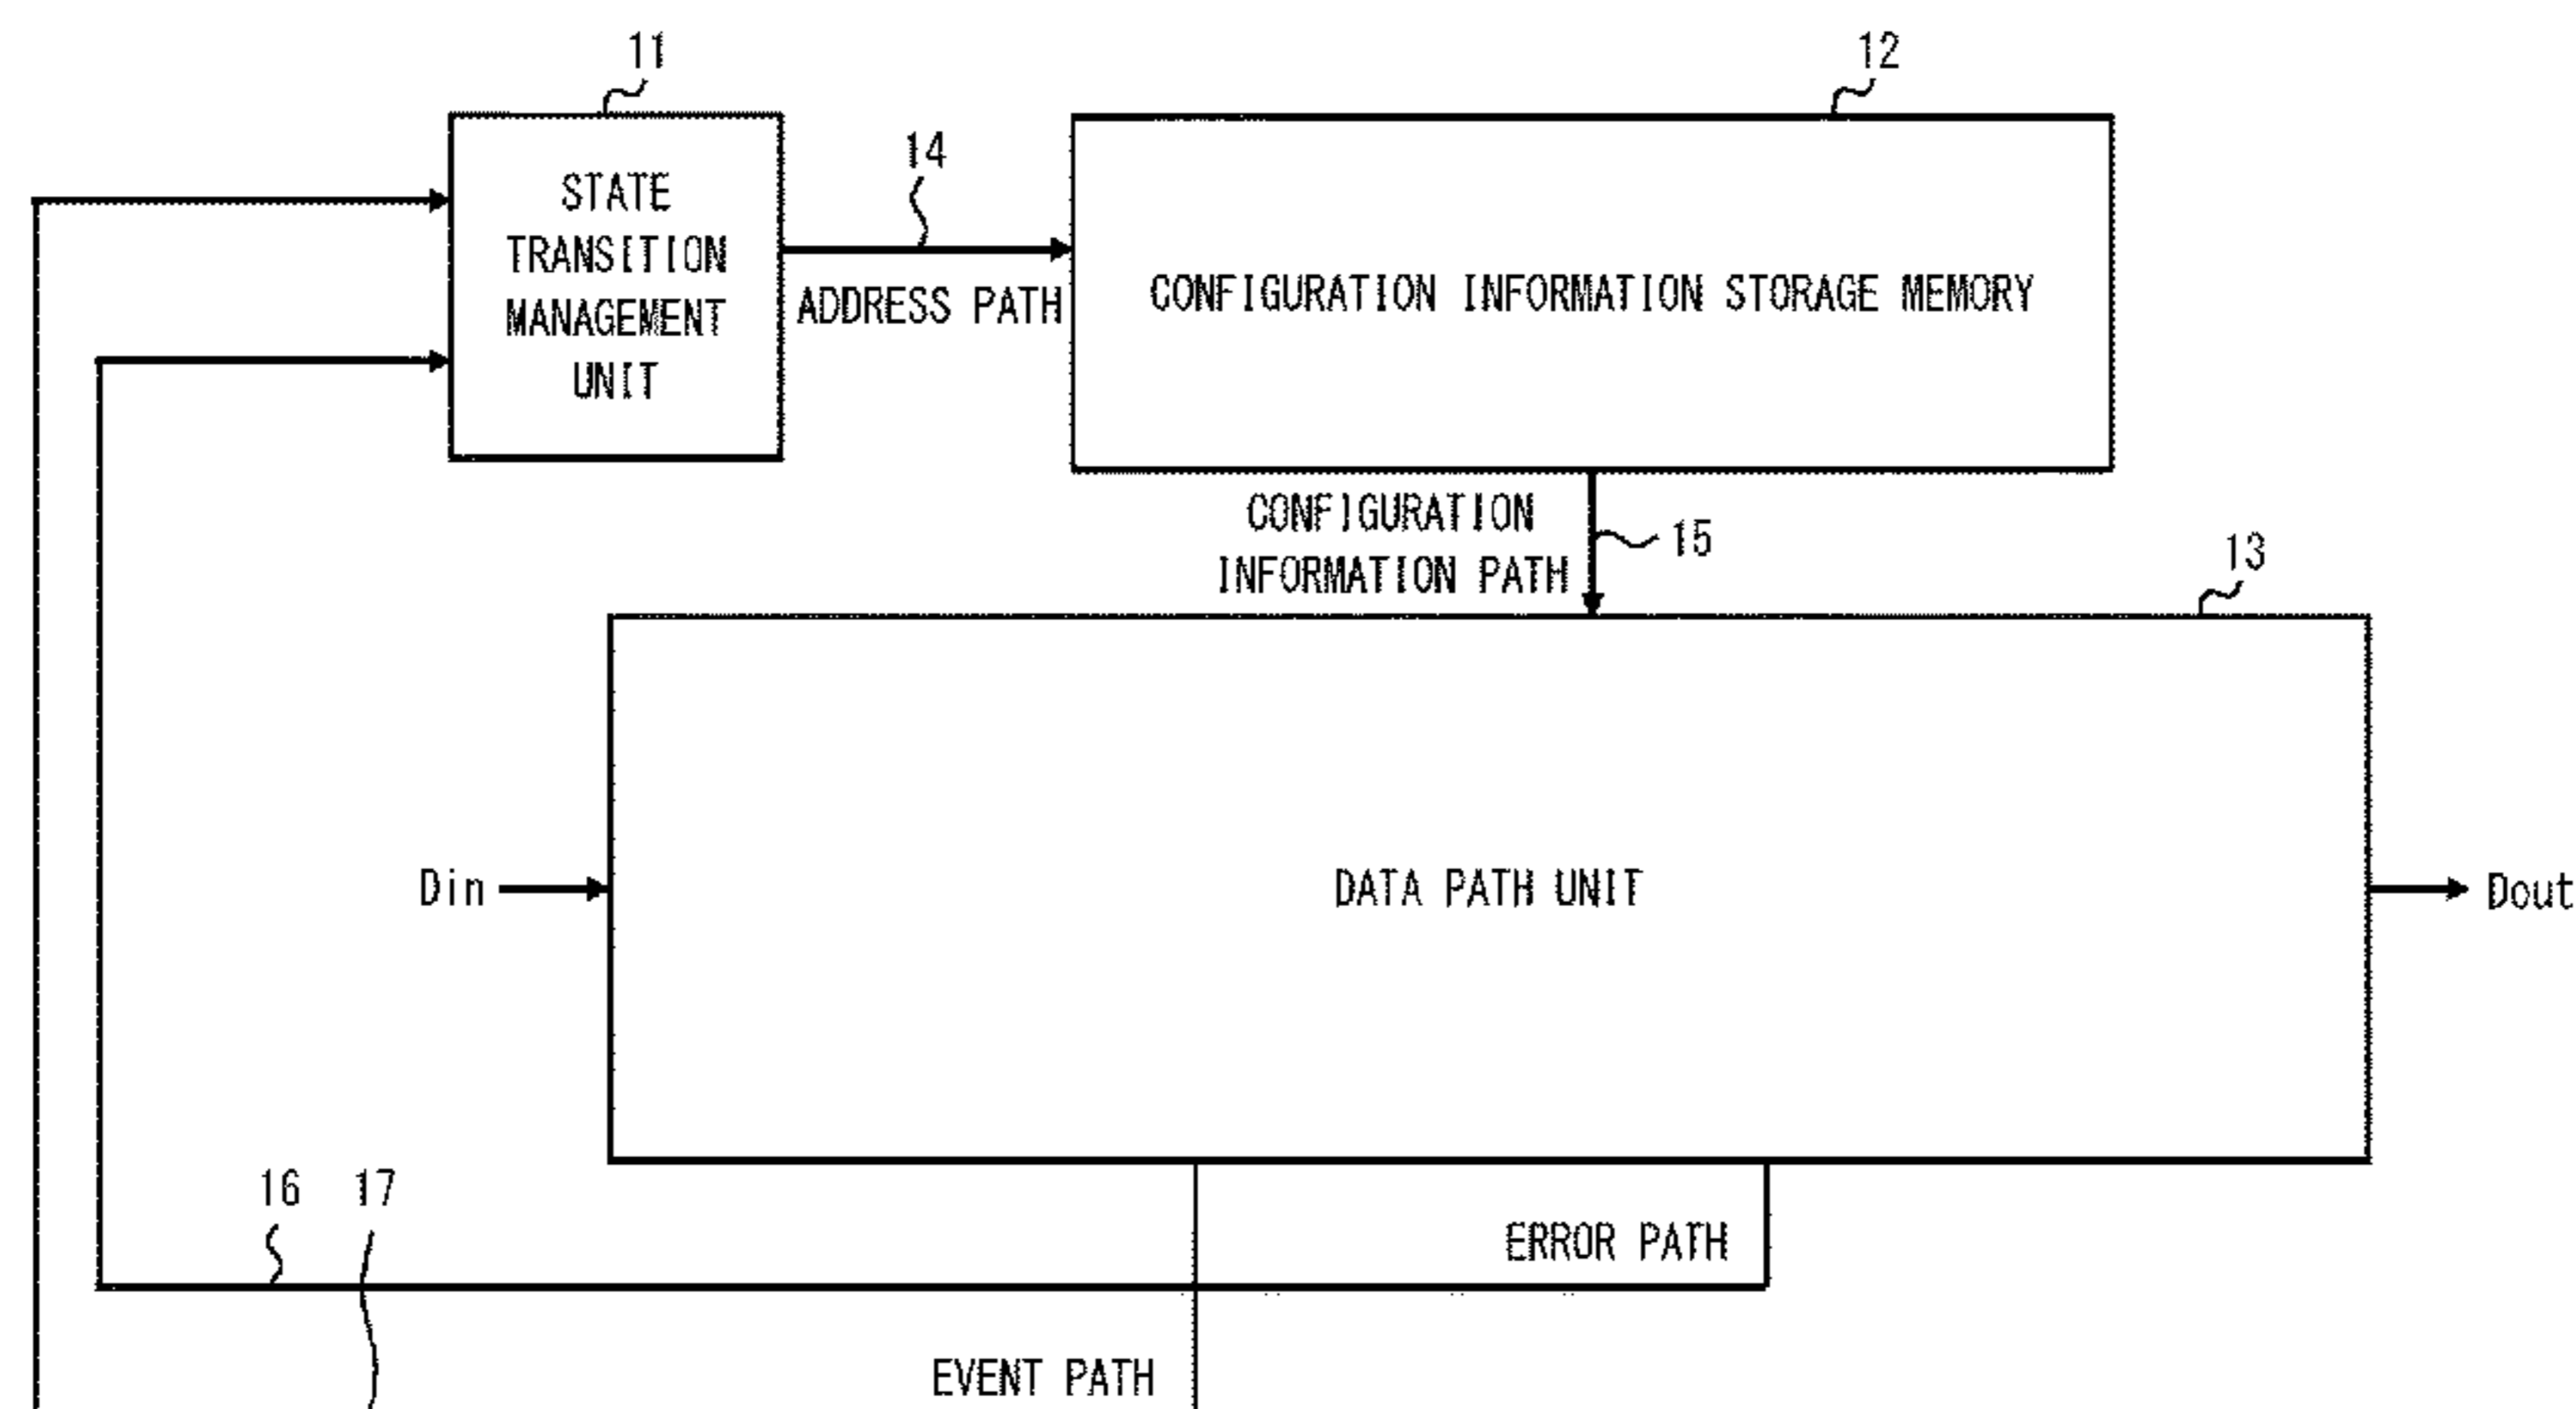 11
12
14
STATE
TRANSITION
MANAGEMENT
UNIT
ADDRESS PATH
CONFIGURATION INFORMATION STORAGE MEMORY
CONFIGURATION
INFORMATION PATH
15
13
Din
DATA PATH UNIT
Dout
16
17
ERROR PATH
EVENT PATH